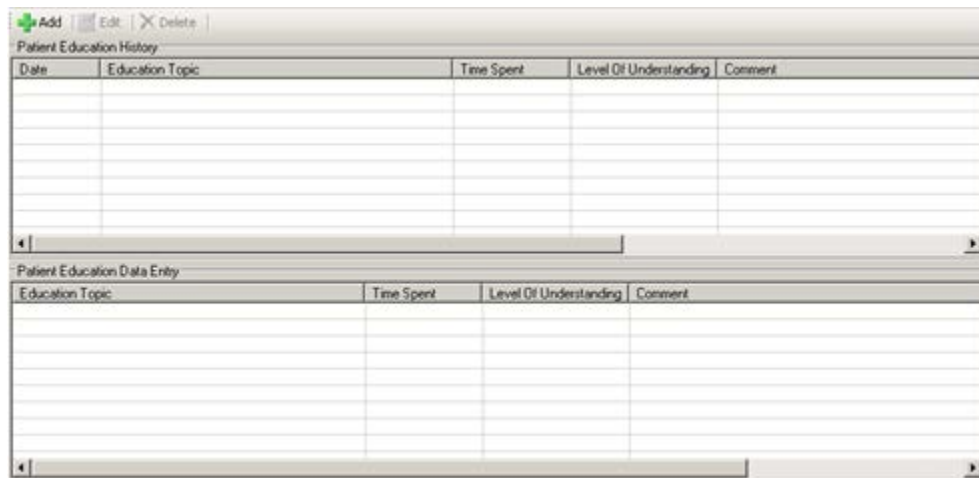 Add Edit Delete
Patient Education History
Date Education Topic Time Spent Level Of Understanding Comment
Patient Education Data Entry
Education Topic Time Spent Level Of Understanding Comment